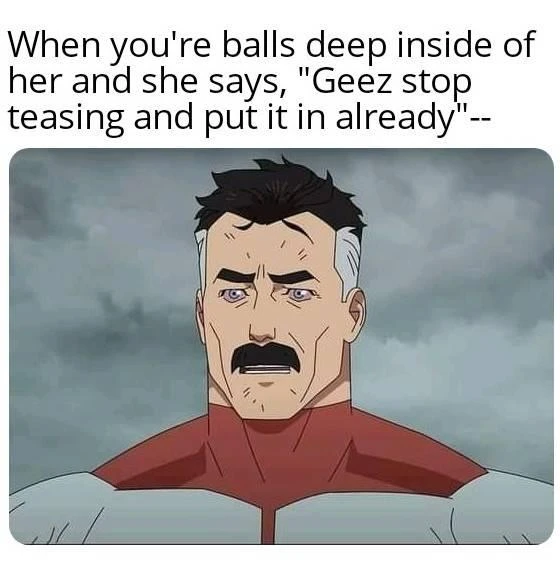 When you're balls deep inside of
her and she says, "Geez stop
teasing and put it in already"--